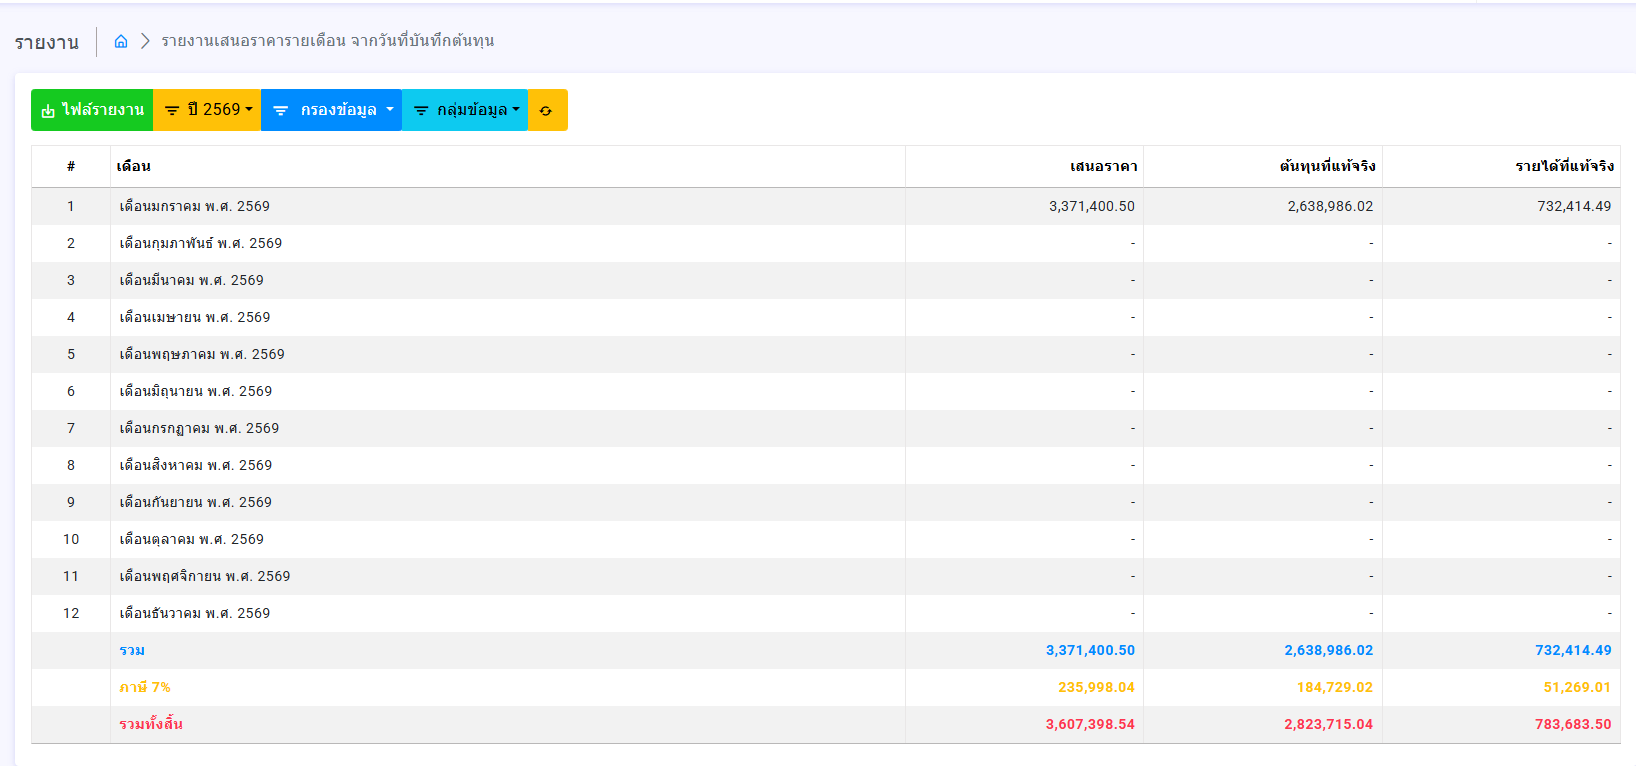 รายงาน รายงานเสนอราคารายเดือน จากวันที่บันทึกต้นทุน
ไฟล์รายงาน ปี 2569 กรองข้อมูล กลุ่มข้อมูล
# เดือน เสนอราคา ต้นทุนที่แท้จริง รายได้ที่แท้จริง
1 เดือนมกราคม พ.ศ. 2569 3,371,400.50 2,638,986.02 732,414.49
2 เดือนกุมภาพันธ์ พ.ศ. 2569 - - -
3 เดือนมีนาคม พ.ศ. 2569 - - -
4 เดือนเมษายน พ.ศ. 2569 - - -
5 เดือนพฤษภาคม พ.ศ. 2569 - - -
6 เดือนมิถุนายน พ.ศ. 2569 - - -
7 เดือนกรกฏาคม พ.ศ. 2569 - - -
8 เดือนสิงหาคม พ.ศ. 2569 - - -
9 เดือนกันยายน พ.ศ. 2569 - - -
10 เดือนตุลาคม พ.ศ. 2569 - - -
11 เดือนพฤศจิกายน พ.ศ. 2569 - - -
12 เดือนธันวาคม พ.ศ. 2569 - - -
รวม 3,371,400.50 2,638,986.02 732,414.49
ภาษี 7% 235,998.04 184,729.02 51,269.01
รวมทั้งสิ้น 3,607,398.54 2,823,715.04 783,683.50